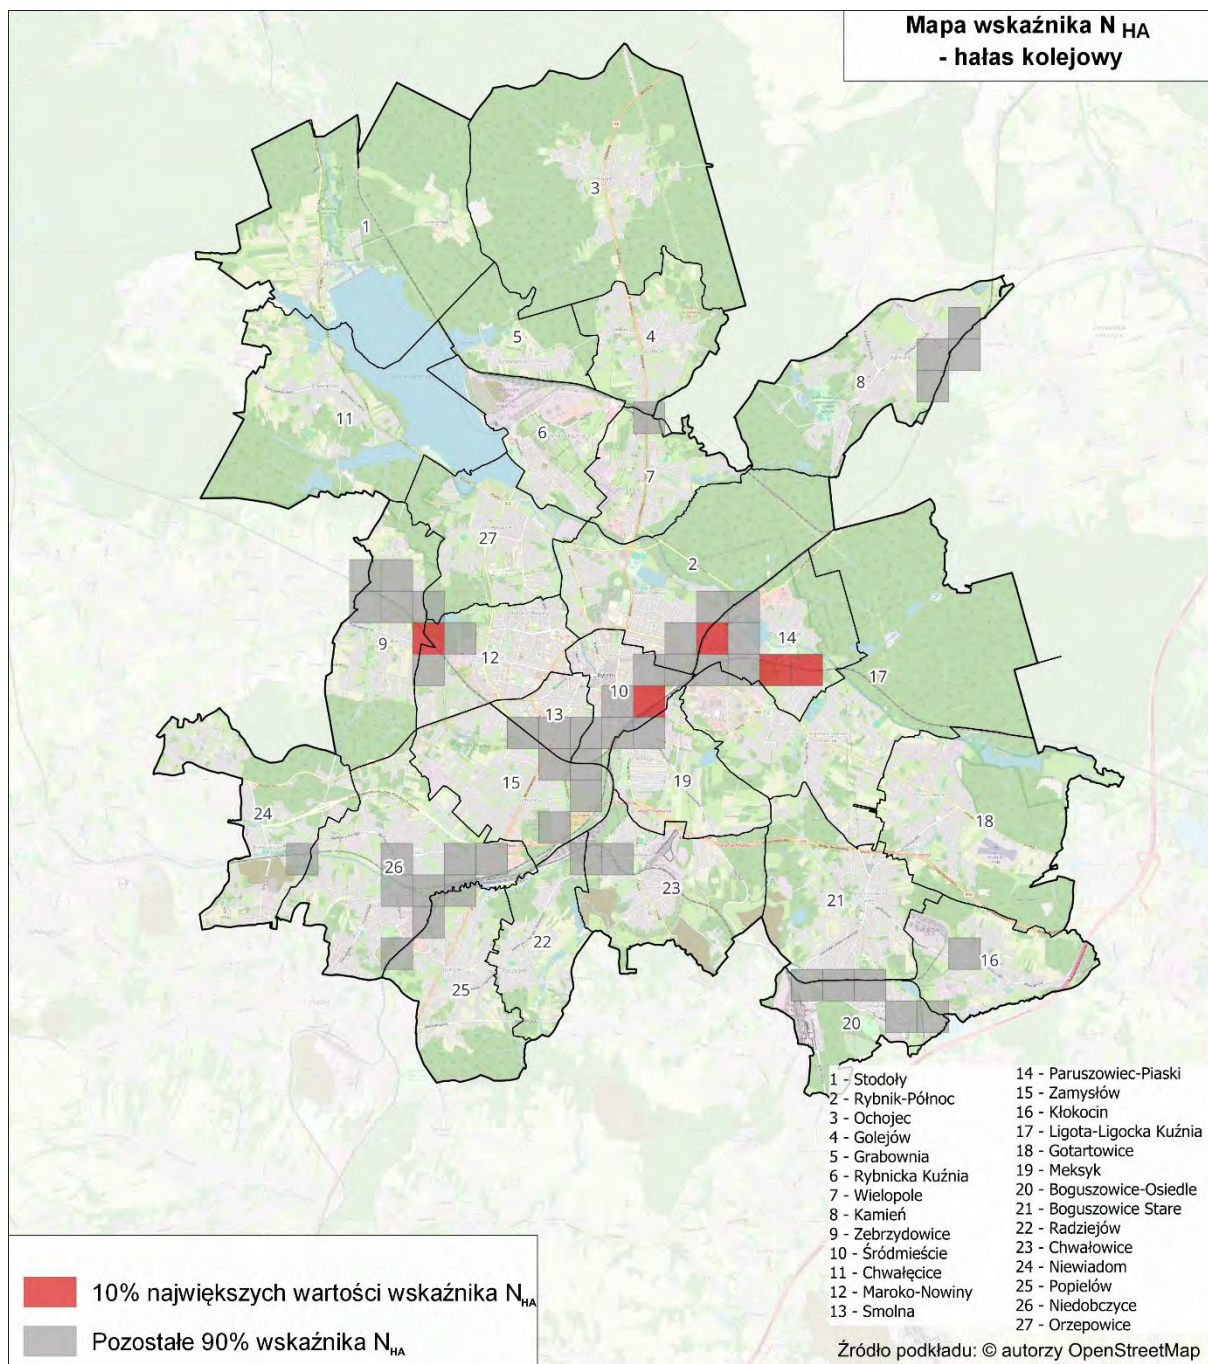 Mapa wskaźnika N HA
- hałas kolejowy
3
1
5
4
8
11
6
7
27
2
9
12
14
10
17
13
15
19
24
18
26
23
21
22
16
25
20
1 - Stodoły
2 - Rybnik-Północ
3 - Ochojec
4 - Golejów
5 - Grabownia
6 - Rybnicka Kuźnia
7 - Wielopole
8 - Kamień
9 - Zebrzydowice
10 - Śródmieście
11 - Chwałęcice
12 - Maroko-Nowiny
13 - Smolna
14 - Paruszowiec-Piaski
15 - Zamysłów
16 - Kłokocin
17 - Ligota-Ligocka Kuźnia
18 - Gotartowice
19 - Meksyk
20 - Boguszowice-Osiedle
21 - Boguszowice Stare
22 - Radziejów
23 - Chwałowice
24 - Niewiadom
25 - Popielów
26 - Niedobczyce
27 - Orzepowice
10% największych wartości wskaźnika N HA
Pozostałe 90% wskaźnika N HA
Źródło podkładu: © autorzy OpenStreetMap